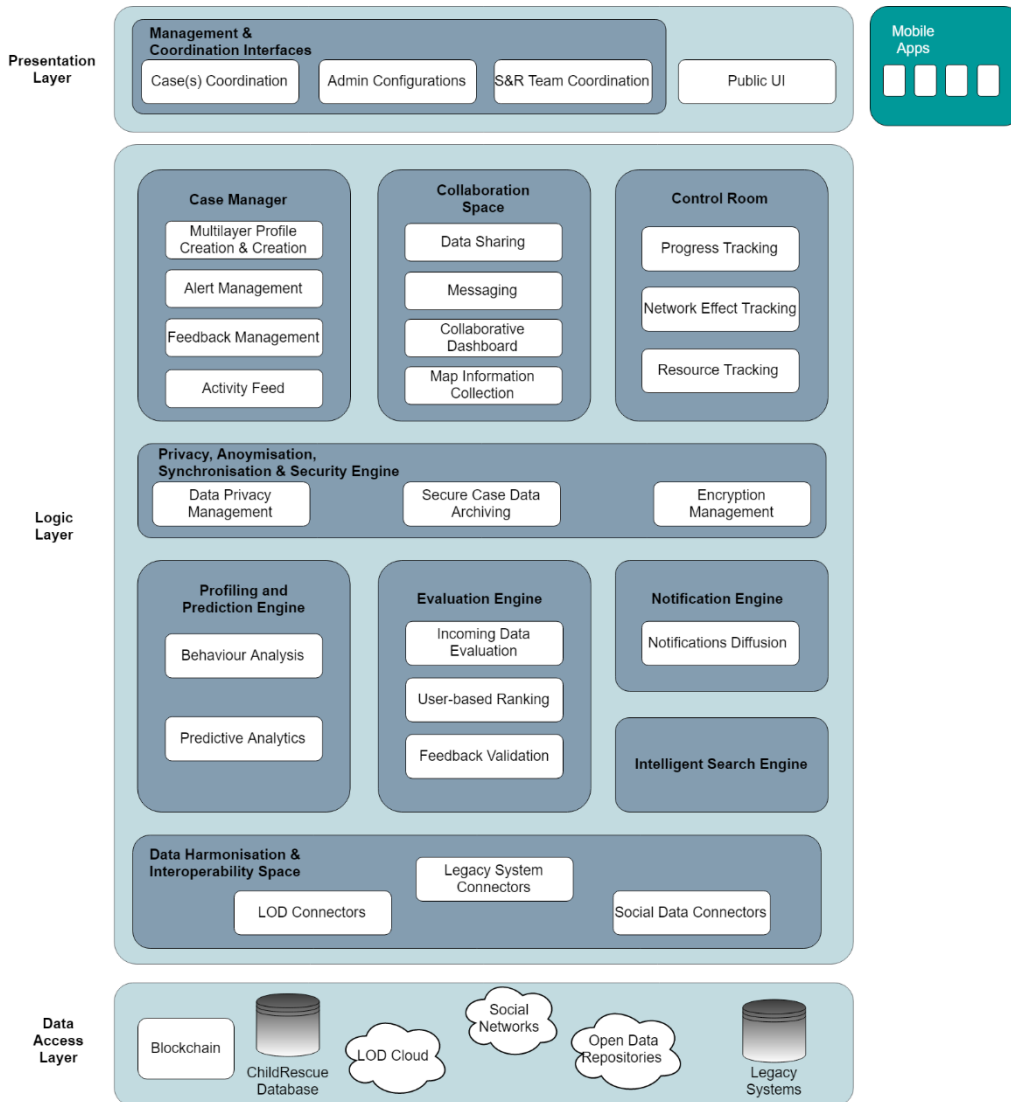 Presentation
Layer
Management &
Coordination Interfaces
Case(s) Coordination
Admin Configurations
S&R Team Coordination
Public UI
Mobile
Apps
Logic
Layer
Case Manager
Multilayer Profile
Creation & Creation
Alert Management
Feedback Management
Activity Feed
Collaboration
Space
Data Sharing
Messaging
Collaborative
Dashboard
Map Information
Collection
Control Room
Progress Tracking
Network Effect Tracking
Resource Tracking
Privacy, Anoymisation,
Synchronisation & Security Engine
Data Privacy
Management
Secure Case Data
Archiving
Encryption
Management
Profiling and
Prediction Engine
Behaviour Analysis
Predictive Analytics
Evaluation Engine
Incoming Data
Evaluation
User-based Ranking
Feedback Validation
Notification Engine
Notifications Diffusion
Intelligent Search Engine
Data Harmonisation &
Interoperability Space
LOD Connectors
Legacy System
Connectors
Social Data Connectors
Data
Access
Layer
Blockchain
ChildRescue
Database
LOD Cloud
Social
Networks
Open Data
Repositories
Legacy
Systems